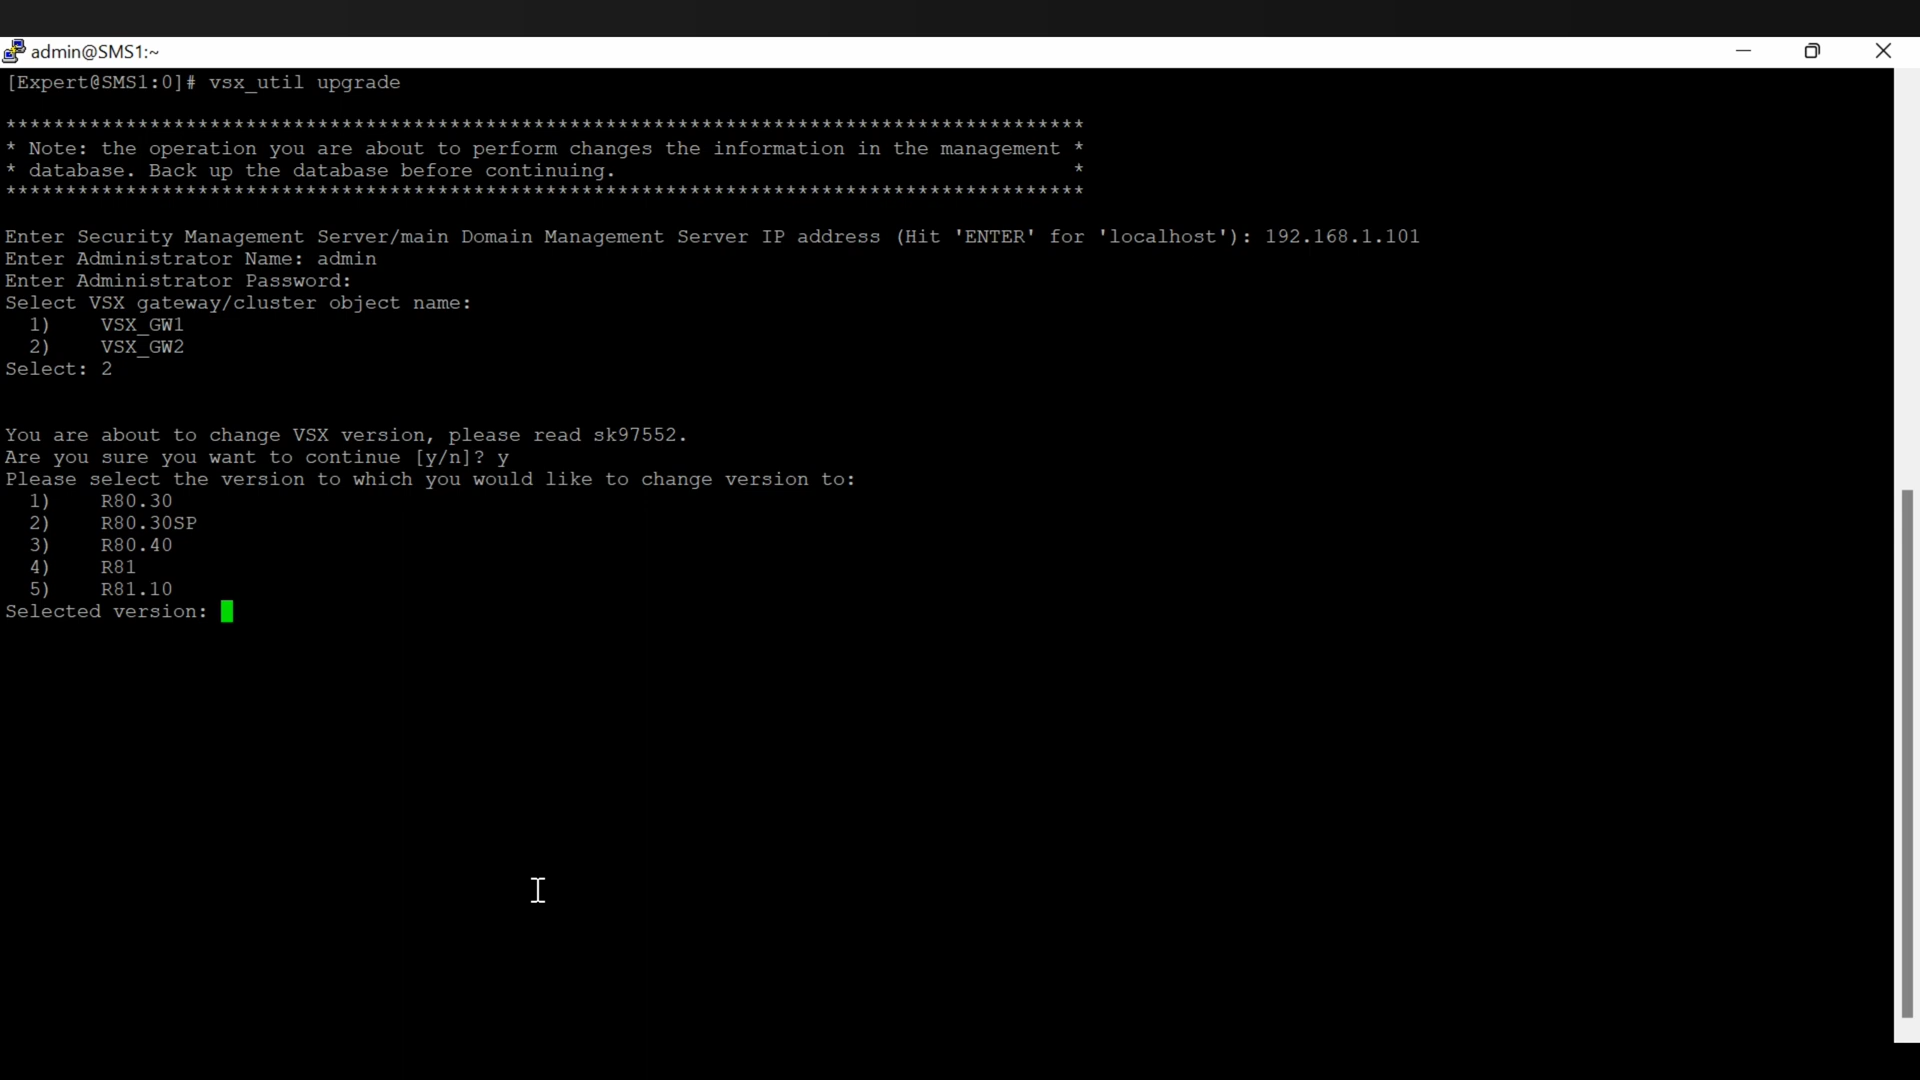 admin@SMS1:~
[Expert@SMS1:0]# vsx_util upgrade
******************************************************************************************
* Note: the operation you are about to perform changes the information in the management *
* database. Back up the database before continuing.                                      *
******************************************************************************************
Enter Security Management Server/main Domain Management Server IP address (Hit 'ENTER' for 'localhost'): 192.168.1.101
Enter Administrator Name: admin
Enter Administrator Password:
Select VSX gateway/cluster object name:
  1)    VSX_GW1
  2)    VSX_GW2
Select: 2
You are about to change VSX version, please read sk97552.
Are you sure you want to continue [y/n]? y
Please select the version to which you would like to change version to:
  1)    R80.30
  2)    R80.30SP
  3)    R80.40
  4)    R81
  5)    R81.10
Selected version: